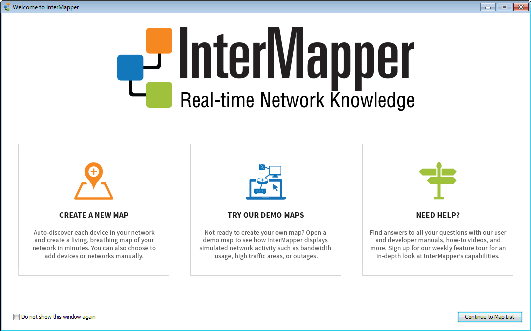 Welcome to InterMapper
InterMapper
Real-time Network Knowledge
CREATE A NEW MAP
Auto-discover each device in your network
and create a living, breathing map of your
network in minutes. You can also choose to
add devices or networks manually.
TRY OUR DEMO MAPS
Not ready to create your own map? Open a
demo map to see how InterMapper displays
simulated network activity such as bandwidth
usage, high traffic areas, or outages.
NEED HELP?
Find answers to all your questions with our user
and developer manuals, how-to videos, and
more. Sign up for our weekly feature tour for an
in-depth look at InterMapper's capabilities.
Do not show this window again
Continue to Map List